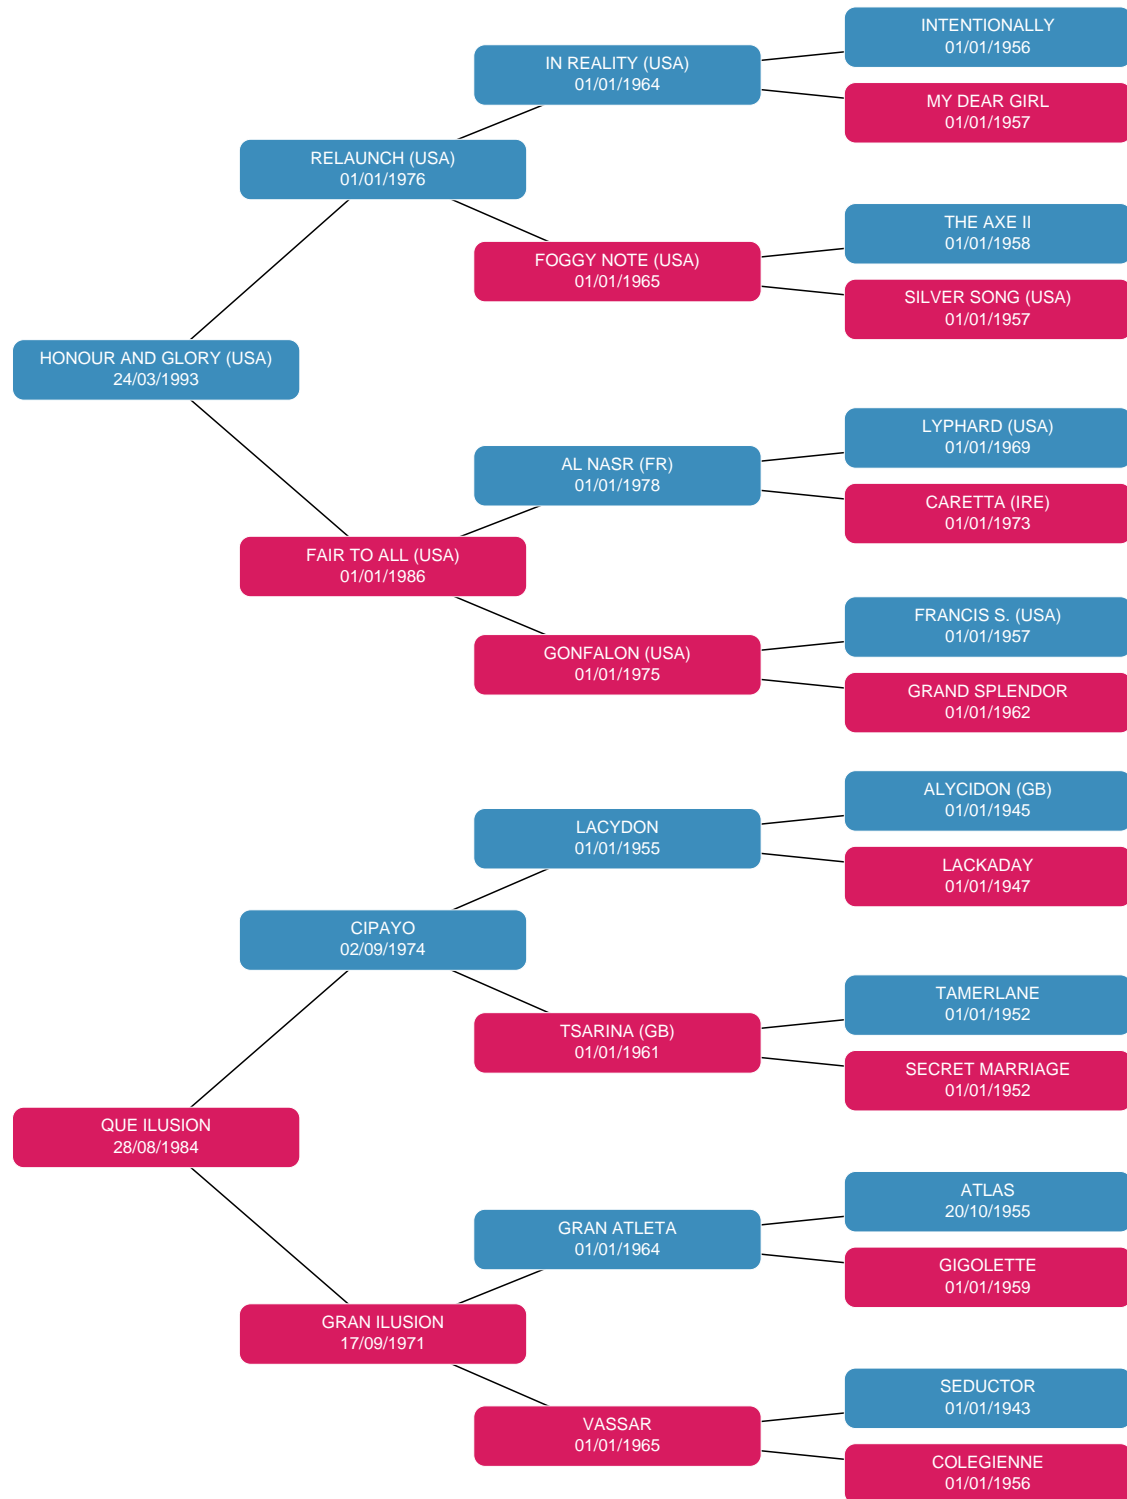 INTENTIONALLY
01/01/1956
IN REALITY (USA)
01/01/1964
MY DEAR GIRL
01/01/1957
RELAUNCH (USA)
01/01/1976
THE AXE II
01/01/1958
FOGGY NOTE (USA)
01/01/1965
SILVER SONG (USA)
01/01/1957
HONOUR AND GLORY (USA)
24/03/1993
LYPHARD (USA)
01/01/1969
AL NASR (FR)
01/01/1978
CARETTA (IRE)
01/01/1973
FAIR TO ALL (USA)
01/01/1986
FRANCIS S. (USA)
01/01/1957
GONFALON (USA)
01/01/1975
GRAND SPLENDOR
01/01/1962
ALYCIDON (GB)
01/01/1945
LACYDON
01/01/1955
LACKADAY
01/01/1947
CIPAYO
02/09/1974
TAMERLANE
01/01/1952
TSARINA (GB)
01/01/1961
SECRET MARRIAGE
01/01/1952
QUE ILUSION
28/08/1984
ATLAS
20/10/1955
GRAN ATLETA
01/01/1964
GIGOLETTE
01/01/1959
GRAN ILUSION
17/09/1971
SEDUCTOR
01/01/1943
VASSAR
01/01/1965
COLEGIENNE
01/01/1956